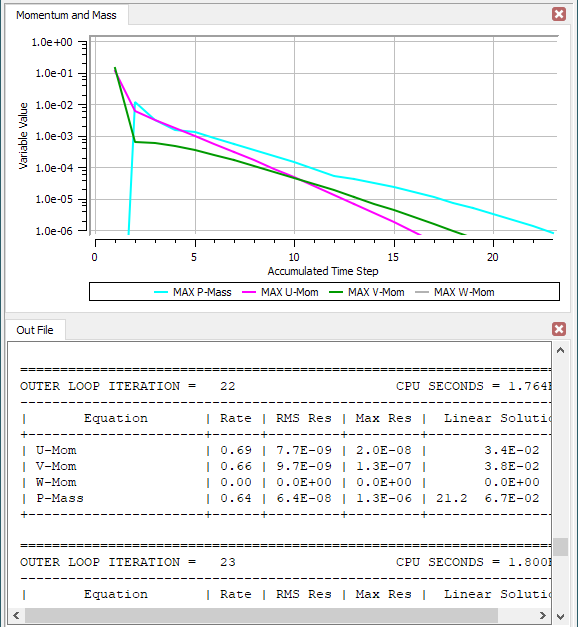 Momentum and Mass
1.0e+00
1.0e-01
1.0e-02
1.0e-03
1.0e-04
1.0e-05
1.0e-06
Variable Value
0 5 10 15 20
Accumulated Time Step
MAX P-Mass MAX U-Mom MAX V-Mom MAX W-Mom
Out File
======================================================================
OUTER LOOP ITERATION = 22 CPU SECONDS = 1.764
----------------------------------------------------------------------
| Equation | Rate | RMS Res | Max Res | Linear Solutio
+----------------------+------+---------+---------+------------------
| U-Mom | 0.69 | 7.7E-09 | 2.0E-08 | 3.4E-02
| V-Mom | 0.66 | 9.7E-09 | 1.3E-07 | 3.8E-02
| W-Mom | 0.00 | 0.0E+00 | 0.0E+00 | 0.0E+00
| P-Mass | 0.64 | 6.4E-08 | 1.3E-06 | 21.2 6.7E-02
+----------------------+------+---------+---------+------------------
======================================================================
OUTER LOOP ITERATION = 23 CPU SECONDS = 1.800
----------------------------------------------------------------------
| Equation | Rate | RMS Res | Max Res | Linear Solutio